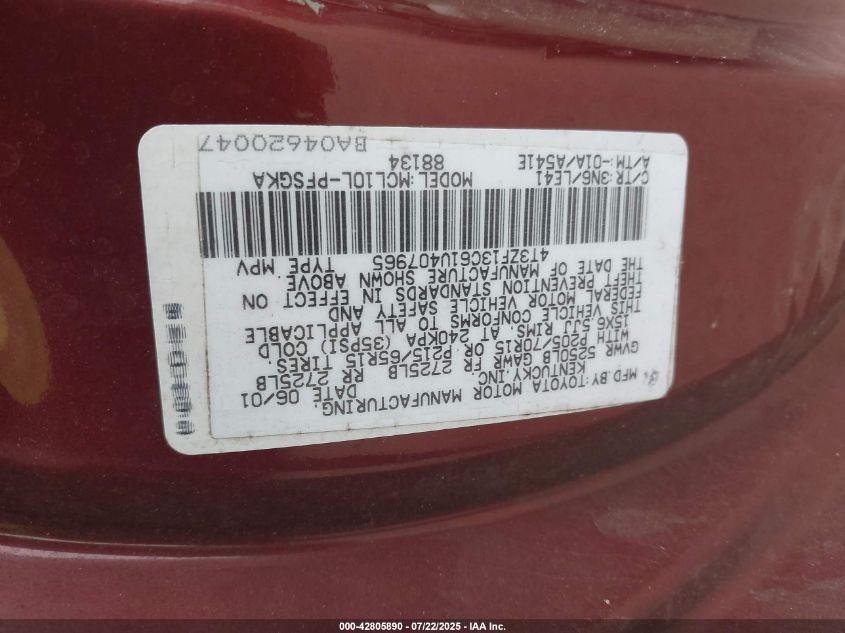 MFD.BY:TOYOTA MOTOR MANUFACTURING.
KENTUCKY,INC DATE 06/01
GVWR 5250LB GAWR FR 2725LB RR 2725LB
WITH P205/70R15 OR P215/65R15 TIRES.
15X6.5JJ RIMS. AT 240KPA (35PSI) COLD
THIS VEHICLE CONFORMS TO ALL APPLICABLE
FEDERAL MOTOR VEHICLE SAFETY AND
THEFT PREVENTION STANDARDS IN EFFECT ON
THE DATE OF MANUFACTURE SHOWN ABOVE.
4T3ZF13C61U407965 TYPE MPV
C/TR:3N6/LE41 MODEL:MCL10L-PFSGKA
A/TM:-01A/A541E 88134
BA04620047
000-42805890 - 07/22/2025 - IAA Inc.